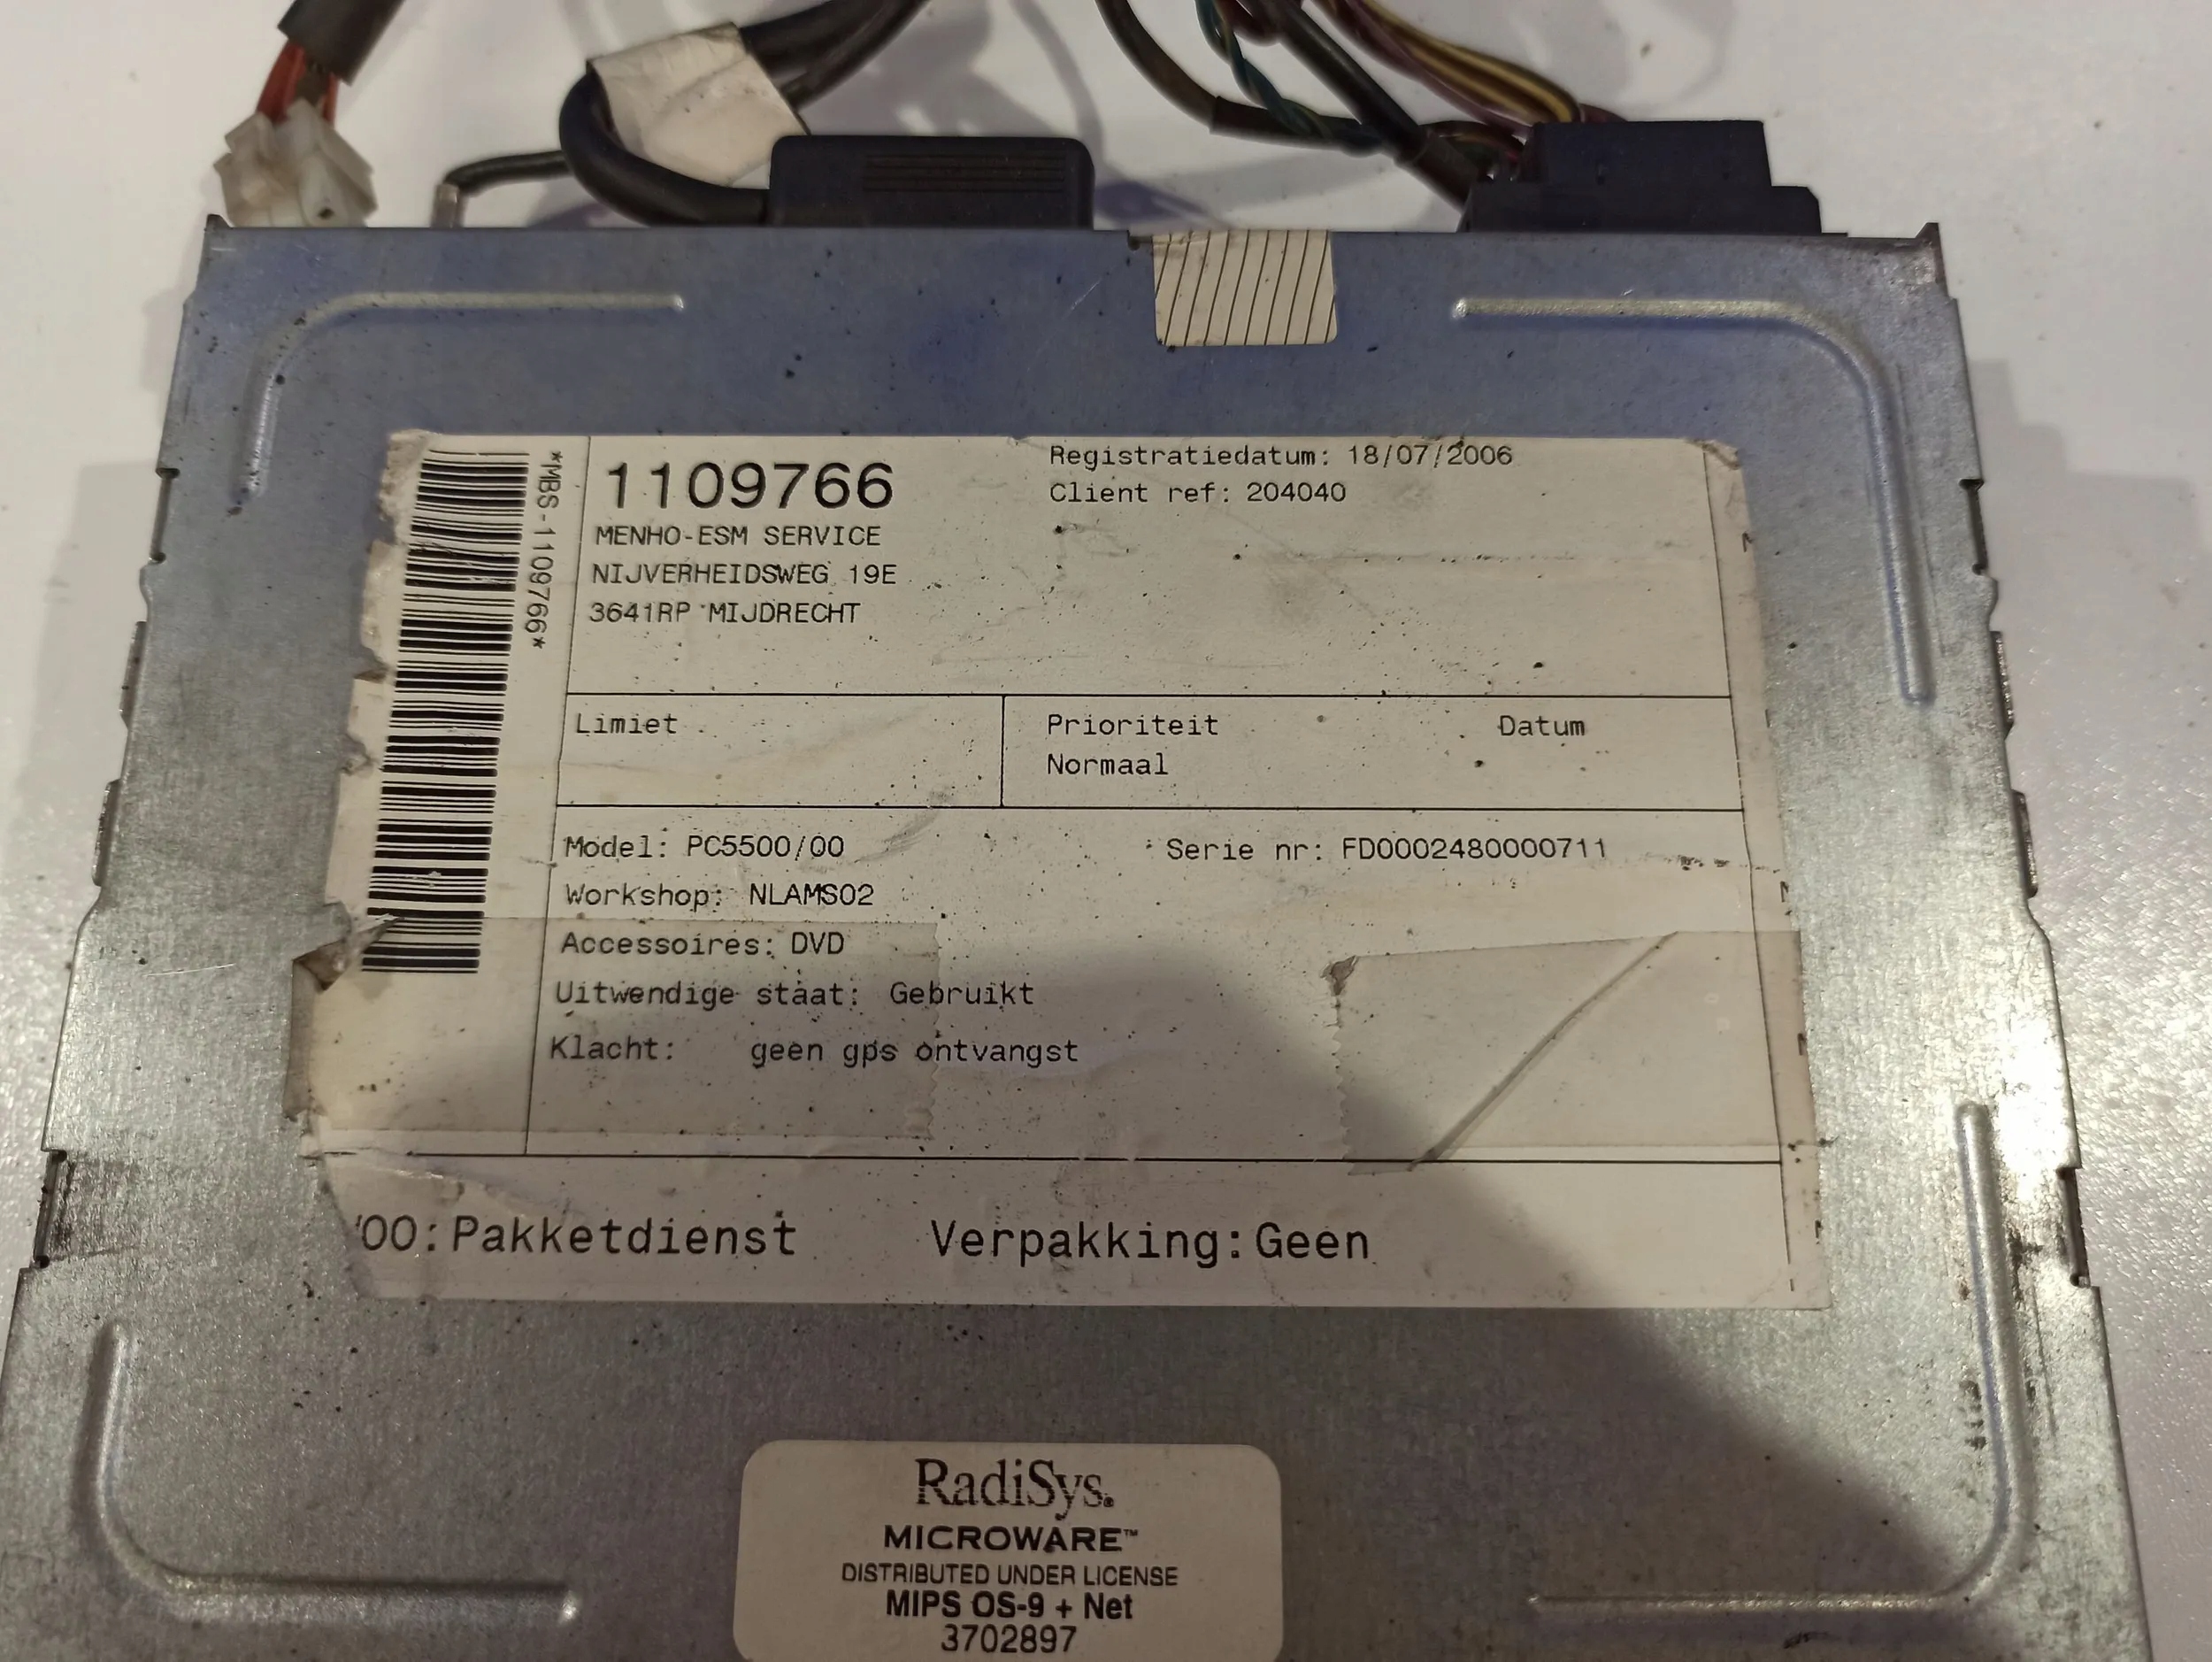 *MBS-1109766*
1109766
MENHO-ESM SERVICE
NIJVERHEIDSWEG 19E
3641RP MIJDRECHT
Registratiedatum: 18/07/2006
Client ref: 204040
Limiet
Prioriteit
Normaal
Datum
Model: PC5500/00
Serie nr: FD0002480000711
Workshop: NLAMS02
Accessoires: DVD
Uitwendige staat: Gebruikt
Klacht: geen gps ontvangst
00:Pakketdienst Verpakking:Geen
RadiSys.
MICROWARE™
DISTRIBUTED UNDER LICENSE
MIPS OS-9 + Net
3702897